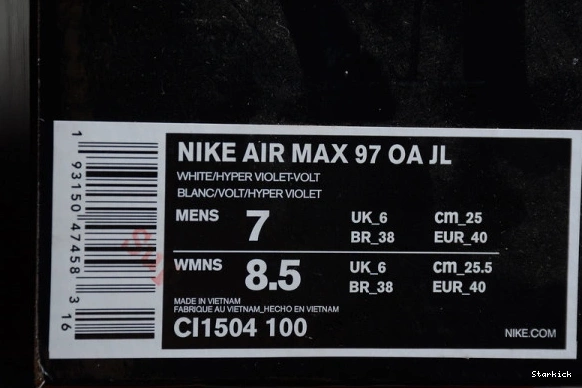 NIKE AIR MAX 97 OA JL
WHITE/HYPER VIOLET-VOLT
BLANC/VOLT/HYPER VIOLET
MENS 7 UK_6 cm_25
BR_38 EUR_40
WMNS 8.5 UK_6 cm_25.5
BR_38 EUR_40
MADE IN VIETNAM
FABRIQUE AU VIETNAM_HECHO EN VIETNAM
CI1504 100
NIKE.COM
1 93150 47458 3 16
Starkick